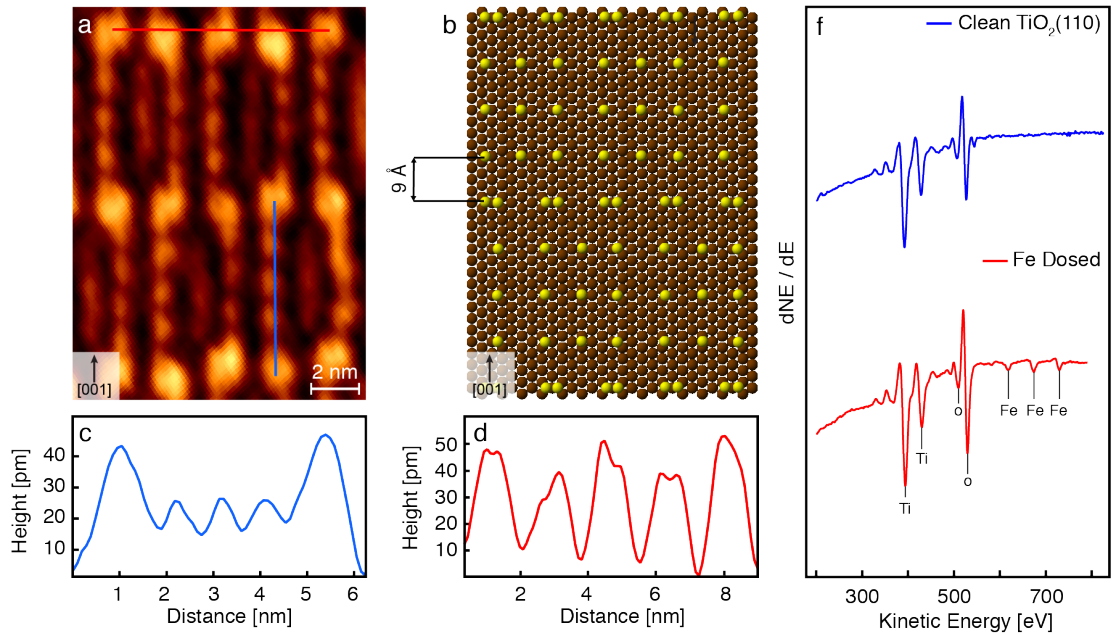 a
[001]
2 nm
b
9 Å
[001]
c
Height [pm]
40
30
20
10
1 2 3 4 5 6
Distance [nm]
d
Height [pm]
50
40
30
20
10
2 4 6 8
Distance [nm]
f
Clean TiO2(110)
Fe Dosed
dNE / dE
Ti
Ti
O
O
Fe Fe Fe
300 500 700
Kinetic Energy [eV]